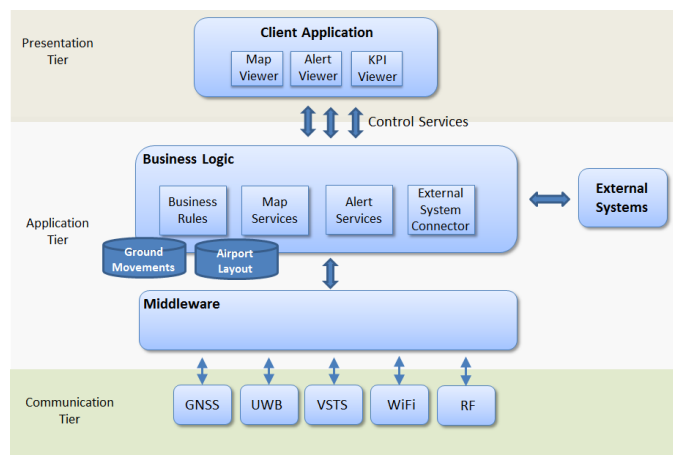 Presentation
Tier
Client Application
Map
Viewer
Alert
Viewer
KPI
Viewer
Control Services
Application
Tier
Business Logic
Business
Rules
Map
Services
Alert
Services
External
System
Connector
External
Systems
Ground
Movements
Airport
Layout
Middleware
Communication
Tier
GNSS
UWB
VSTS
WiFi
RF